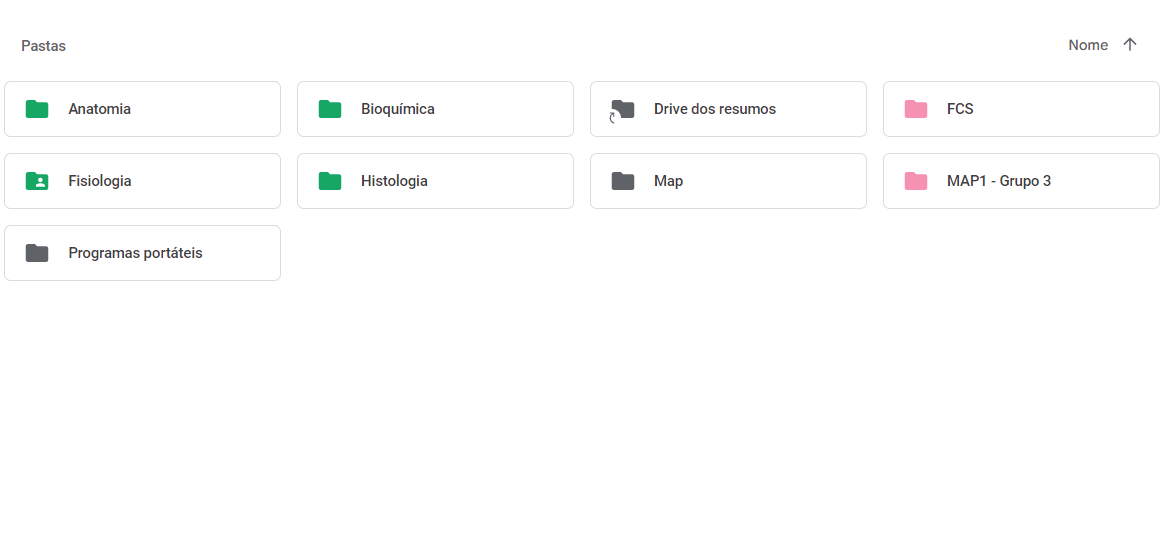 Pastas
Nome
Anatomia
Bioquímica
Drive dos resumos
FCS
Fisiologia
Histologia
Map
MAP1 - Grupo 3
Programas portáteis